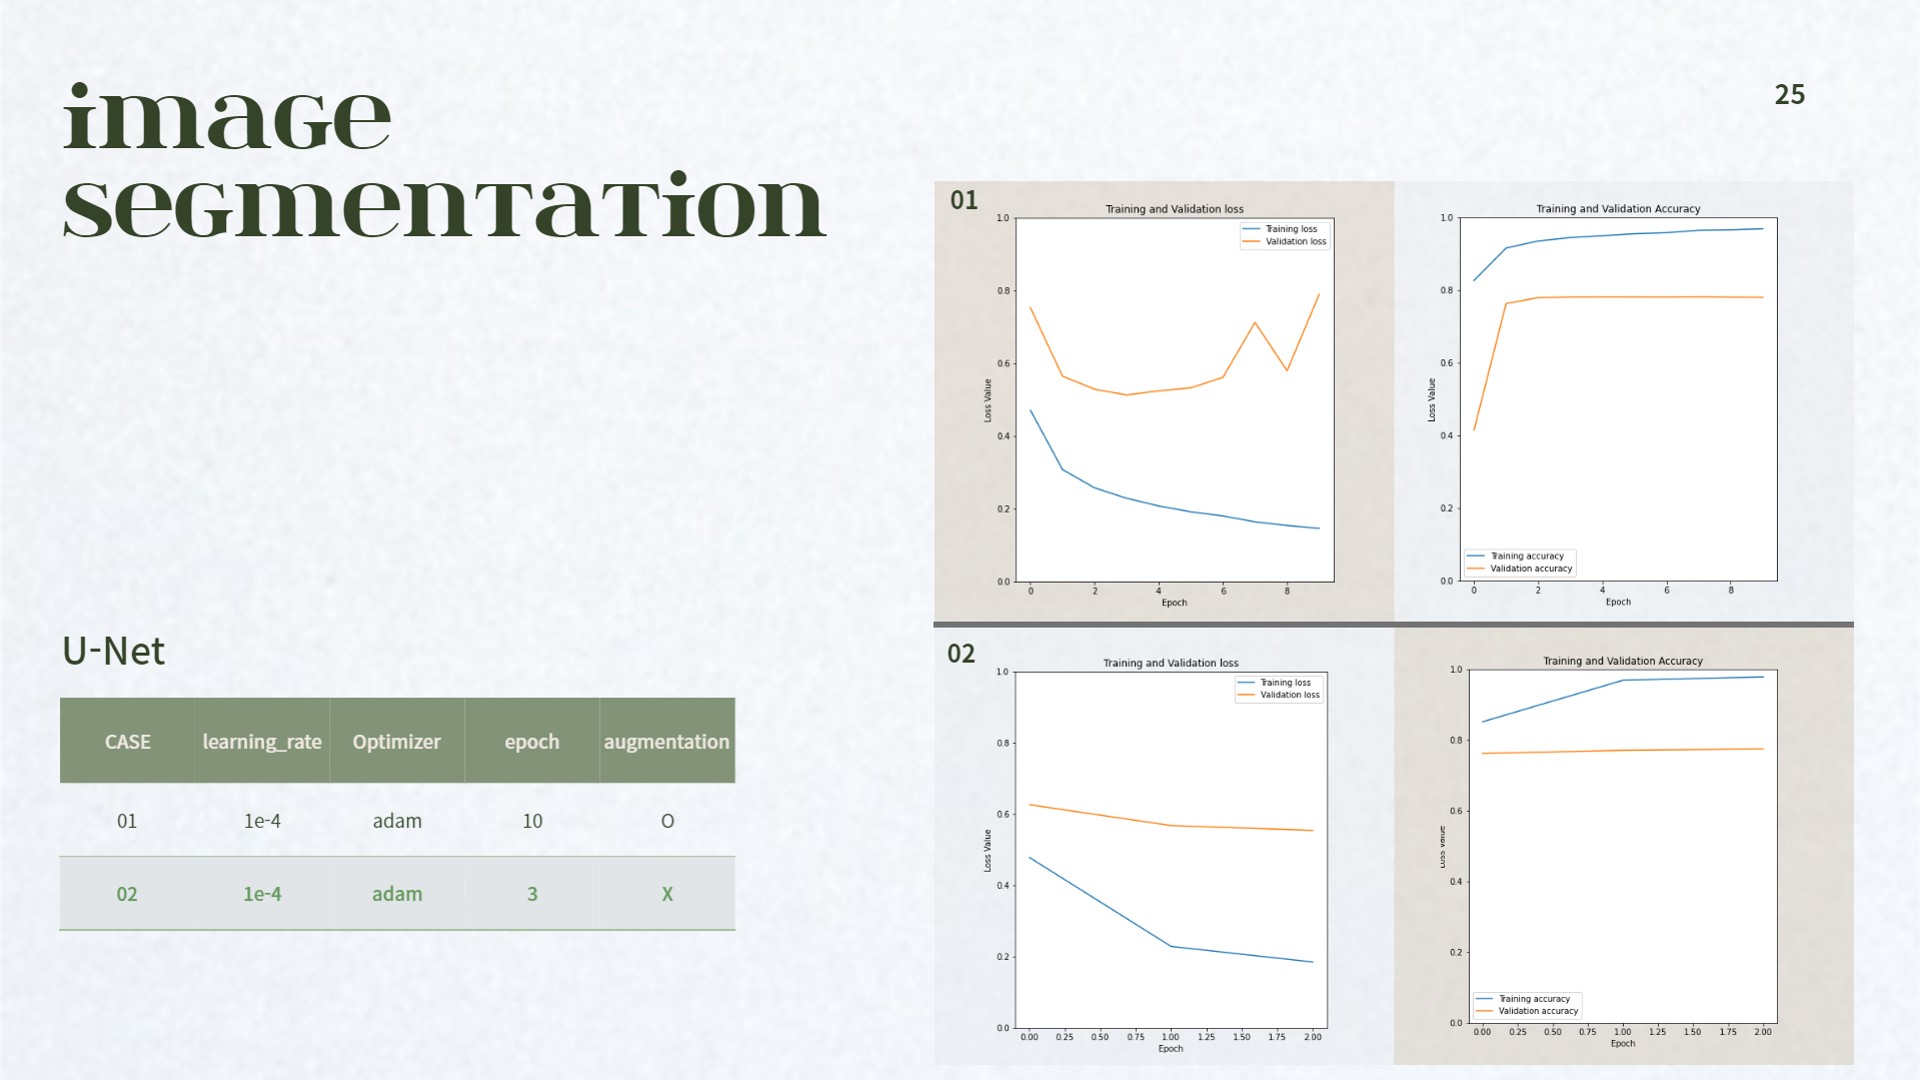 image
segmentation
25
U-Net
CASE learning_rate Optimizer epoch augmentation
01 1e-4 adam 10 O
02 1e-4 adam 3 X
01
Training and Validation loss
Training loss
Validation loss
1.0
0.8
0.6
0.4
0.2
0.0
Loss Value
0 2 4 6 8
Epoch
Training and Validation Accuracy
1.0
0.8
0.6
0.4
0.2
0.0
Loss Value
Training accuracy
Validation accuracy
0 2 4 6 8
Epoch
02
Training and Validation loss
Training loss
Validation loss
1.0
0.8
0.6
0.4
0.2
0.0
Loss Value
0.00 0.25 0.50 0.75 1.00 1.25 1.50 1.75 2.00
Epoch
Training and Validation Accuracy
1.0
0.8
0.6
0.4
0.2
0.0
Loss Value
Training accuracy
Validation accuracy
0.00 0.25 0.50 0.75 1.00 1.25 1.50 1.75 2.00
Epoch